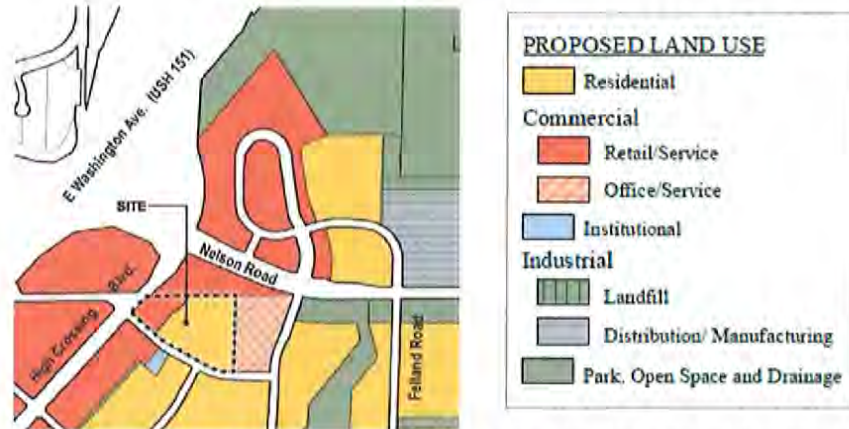 E Washington Ave. (USH 151)
SITE
Nelson Road
High Crossing Blvd.
Felland Road
PROPOSED LAND USE
Residential
Commercial
Retail/Service
Office/Service
Institutional
Industrial
Landfill
Distribution/ Manufacturing
Park, Open Space and Drainage